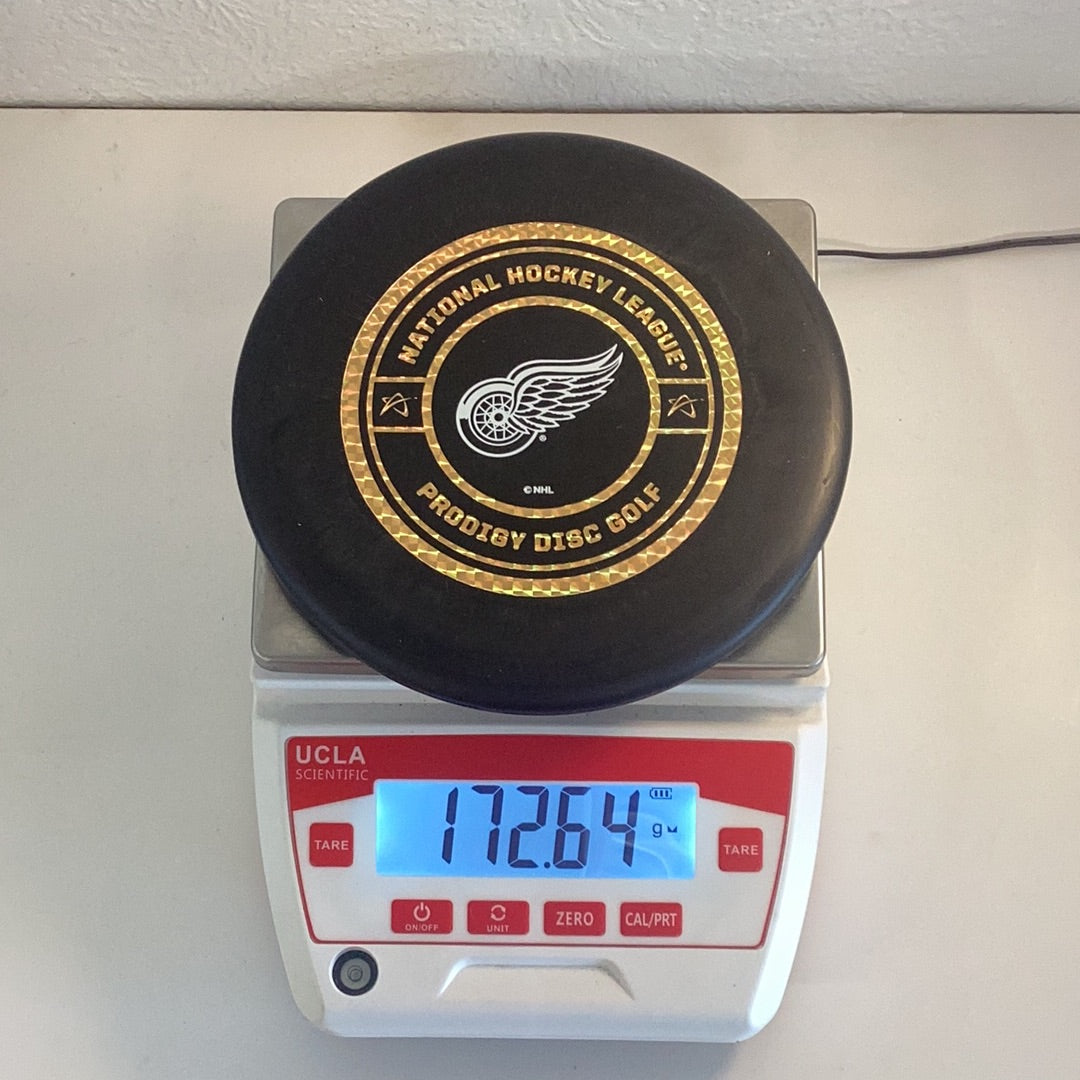 NATIONAL HOCKEY LEAGUE®
®
© NHL
PRODIGY DISC GOLF
UCLA
SCIENTIFIC
172.64 g
TARE
TARE
ON/OFF
UNIT
ZERO
CAL/PRT